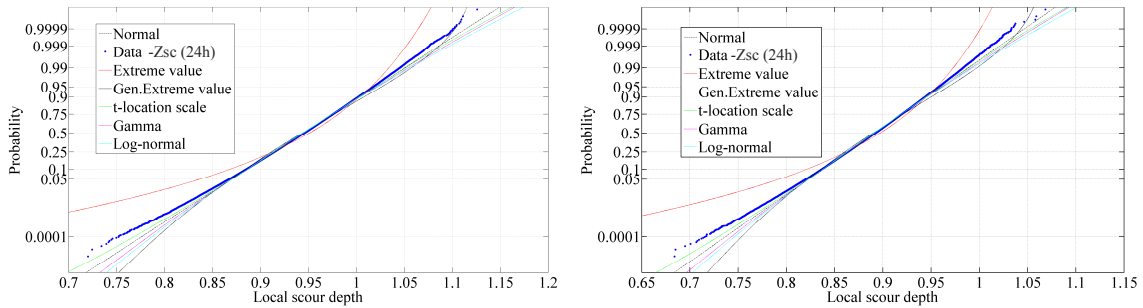 0.9999
0.999
0.99
0.95
0.9
0.75
0.5
0.25
0.1
0.05
0.0001
Probability
Normal
Data -Zsc (24h)
Extreme value
Gen.Extreme value
t-location scale
Gamma
Log-normal
0.7 0.75 0.8 0.85 0.9 0.95 1 1.05 1.1 1.15 1.2
Local scour depth
0.9999
0.999
0.99
0.95
0.9
0.75
0.5
0.25
0.1
0.05
0.0001
Probability
Normal
Data -Zsc (24h)
Extreme value
Gen.Extreme value
t-location scale
Gamma
Log-normal
0.65 0.7 0.75 0.8 0.85 0.9 0.95 1 1.05 1.1 1.15
Local scour depth